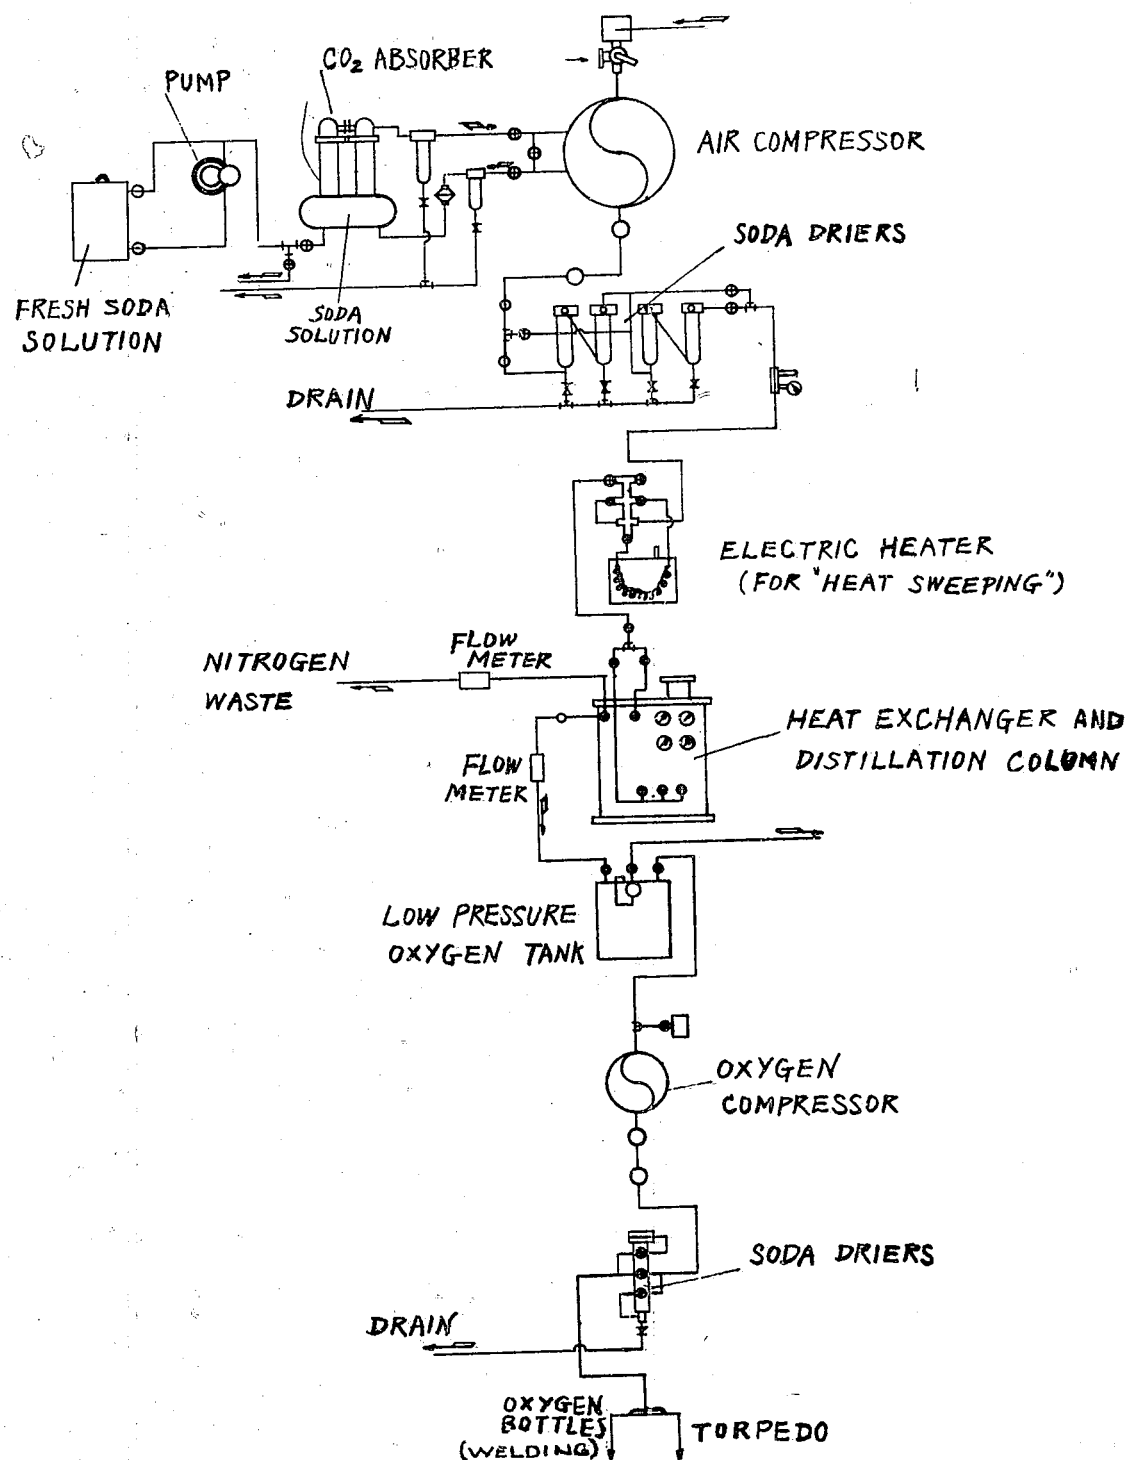 CO₂ ABSORBER
PUMP
AIR COMPRESSOR
SODA DRIERS
FRESH SODA
SOLUTION
SODA
SOLUTION
DRAIN
ELECTRIC HEATER
(FOR "HEAT SWEEPING")
FLOW
METER
NITROGEN
WASTE
HEAT EXCHANGER AND
DISTILLATION COLUMN
FLOW
METER
LOW PRESSURE
OXYGEN TANK
OXYGEN
COMPRESSOR
SODA DRIERS
DRAIN
OXYGEN
BOTTLES
(WELDING)
TORPEDO